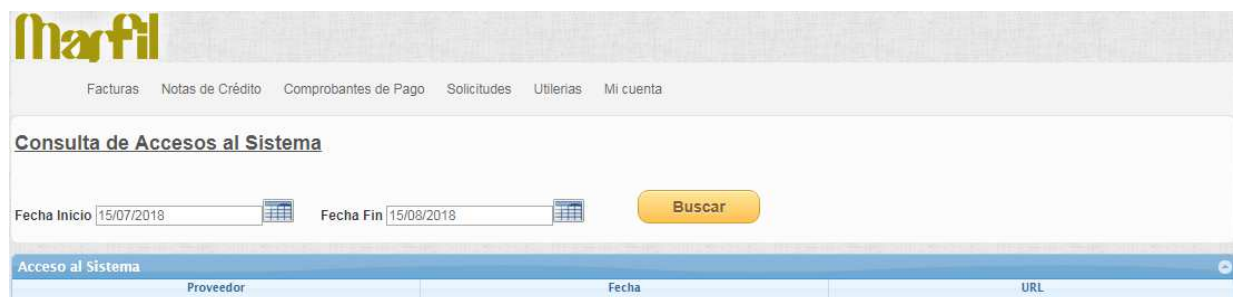 Marfil
Facturas Notas de Crédito Comprobantes de Pago Solicitudes Utilerias Mi cuenta
Consulta de Accesos al Sistema
Fecha Inicio 15/07/2018 Fecha Fin 15/08/2018 Buscar
Acceso al Sistema
Proveedor Fecha URL